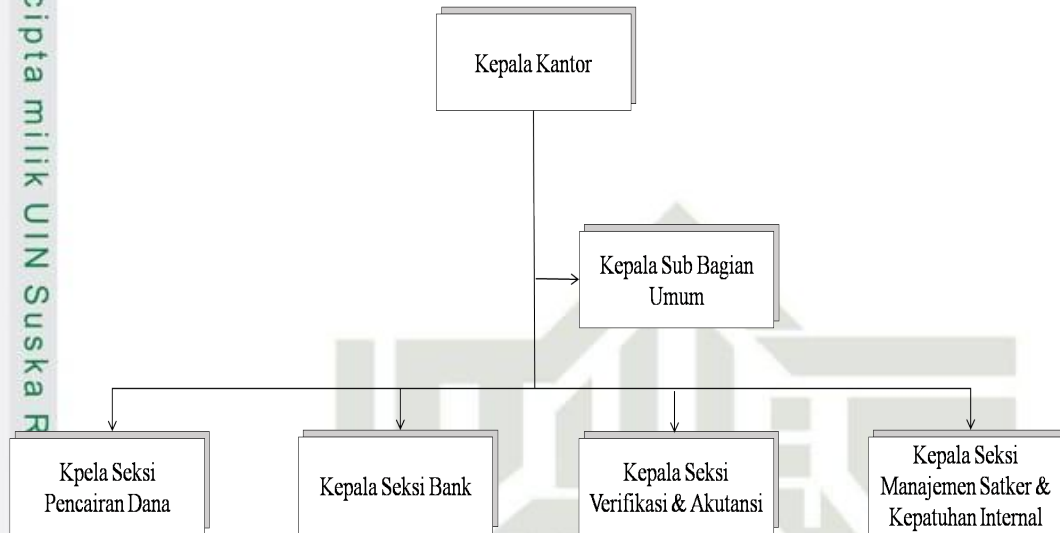 cipta milik UIN Suska R
Kepala Kantor
Kepala Sub Bagian
Umum
Kpela Seksi
Pencairan Dana
Kepala Seksi Bank
Kepala Seksi
Verifikasi & Akutansi
Kepala Seksi
Manajemen Satker &
Kepatuhan Internal